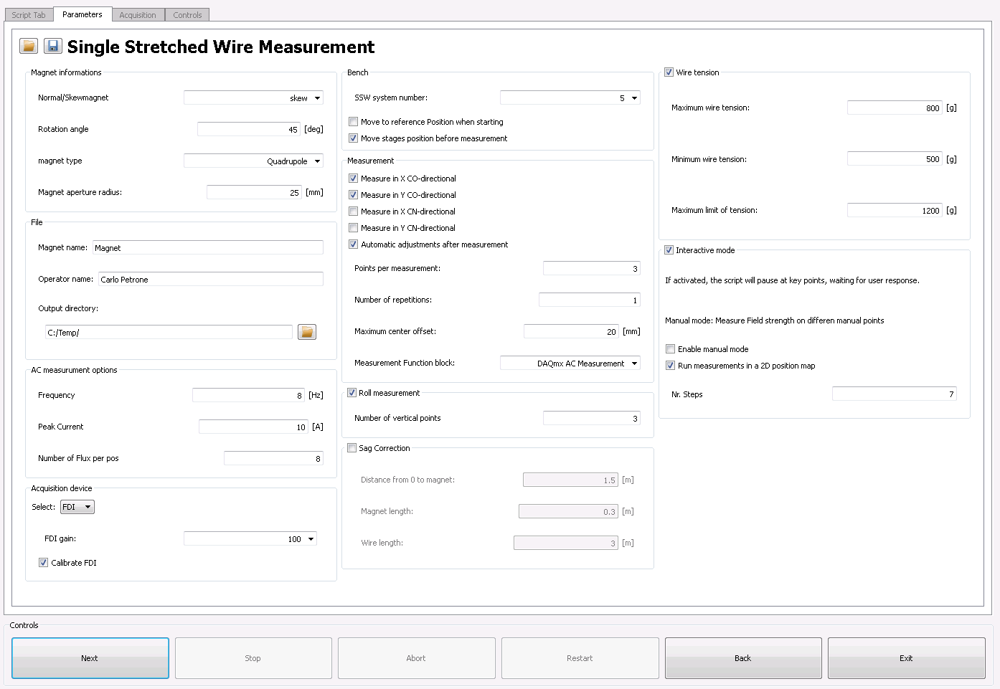 Script Tab
Parameters
Acquisition
Controls
Single Stretched Wire Measurement
Magnet informations
Normal/Skewmagnet skew
Rotation angle 45 [deg]
magnet type Quadrupole
Magnet aperture radius: 25 [mm]
File
Magnet name: Magnet
Operator name: Carlo Petrone
Output directory:
C:/Temp/
AC measurument options
Frequency 8 [Hz]
Peak Current 10 [A]
Number of Flux per pos 8
Acquisition device
Select: FDI
FDI gain: 100
Calibrate FDI
Bench
SSW system number: 5
Move to reference Position when starting
Move stages position before measurement
Measurement
Measure in X CO-directional
Measure in Y CO-directional
Measure in X CN-directional
Measure in Y CN-directional
Automatic adjustments after measurement
Points per measurement: 3
Number of repetitions: 1
Maximum center offset: 20 [mm]
Measurement Function block: DAQmx AC Measurement
Roll measurement
Number of vertical points 3
Sag Correction
Distance from 0 to magnet: 1.5 [m]
Magnet length: 0.3 [m]
Wire length: 3 [m]
Wire tension
Maximum wire tension: 800 [g]
Minimum wire tension: 500 [g]
Maximum limit of tension: 1200 [g]
Interactive mode
If activated, the script will pause at key points, waiting for user response.
Manual mode: Measure Field strength on differen manual points
Enable manual mode
Run measurements in a 2D position map
Nr. Steps 7
Controls
Next
Stop
Abort
Restart
Back
Exit